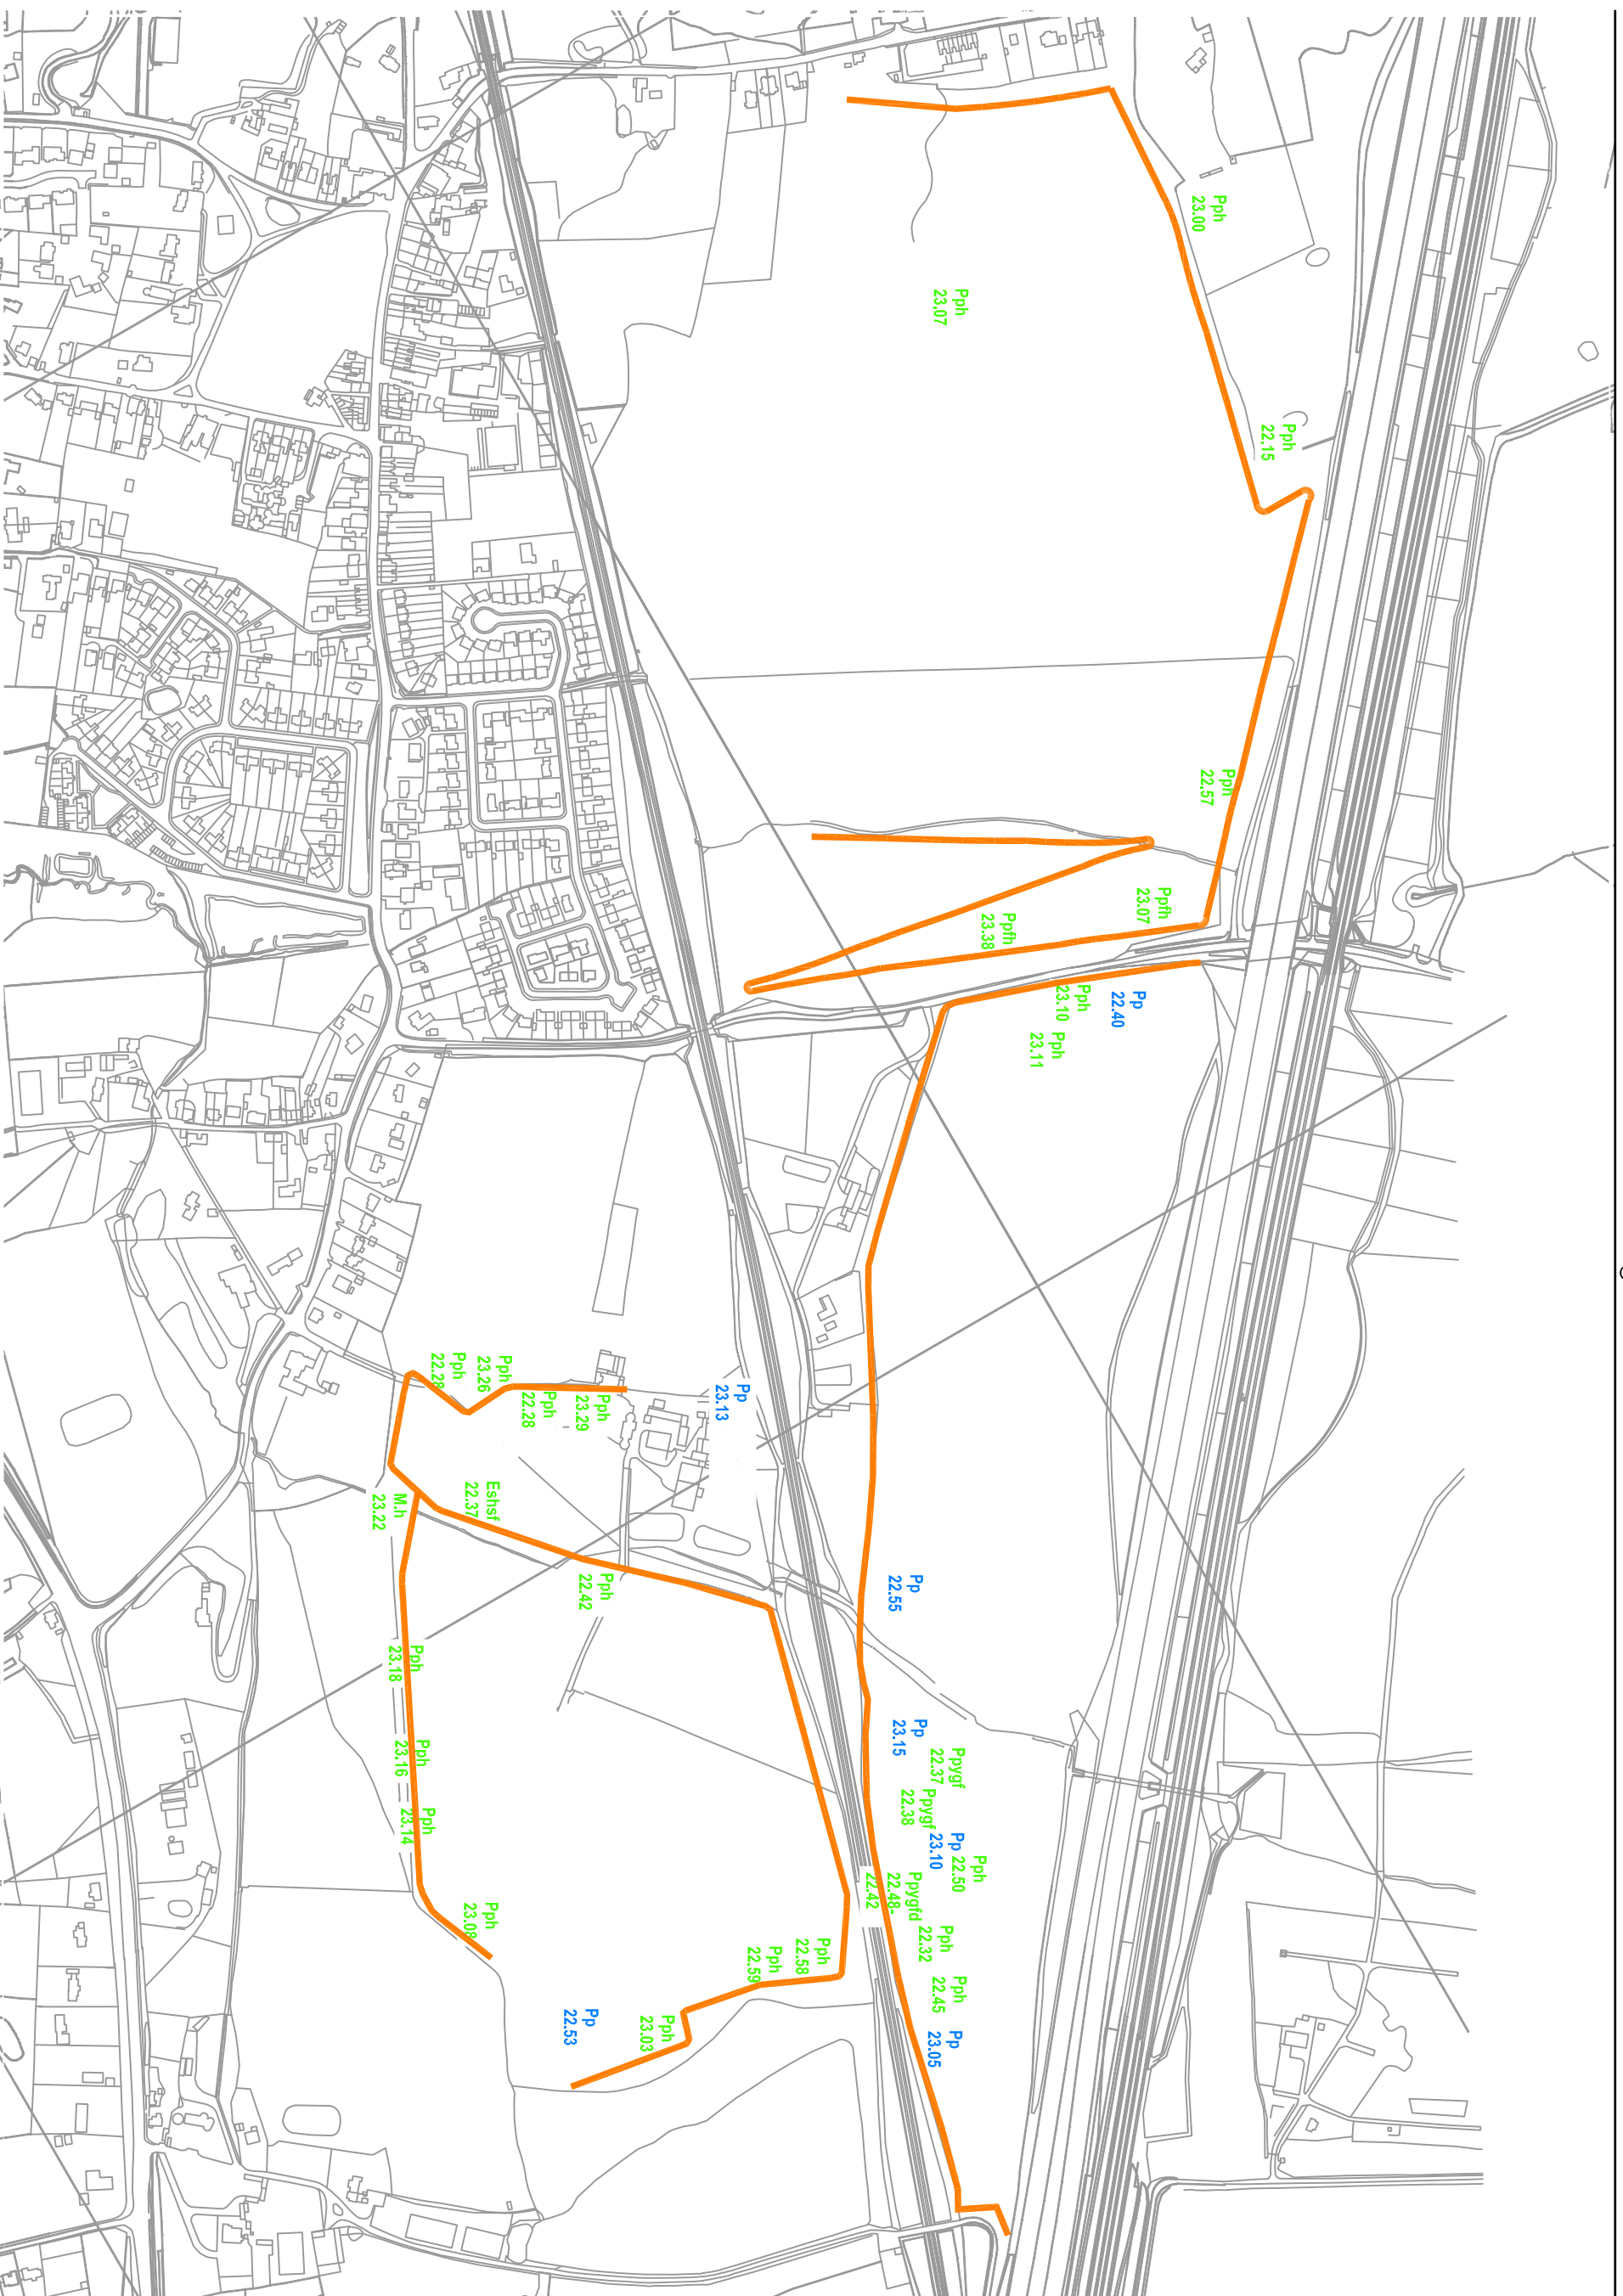 Pph
23.00
Pph
23.07
Pph
22.15
Pph
22.57
Ppfh
23.07
Ppfh
23.38
Pp
22.40
Pph
23.10
Pph
23.11
Pp
23.13
Pph
22.28
Pph
23.26
Pph
22.28
Pph
23.29
Eshsf
22.37
M.h
23.22
Pph
22.42
Pp
22.55
Pph
23.18
Pph
23.16
Pph
23.14
Pph
23.08
Pp
23.15
Ppygf
22.37
Ppygf
22.38
Pp
23.10
Pph
22.50
Ppygfd
22.48-
22.42
Pph
22.32
Pph
22.45
Pp
23.05
Pph
22.58
Pph
22.59
Pph
23.03
Pp
22.53